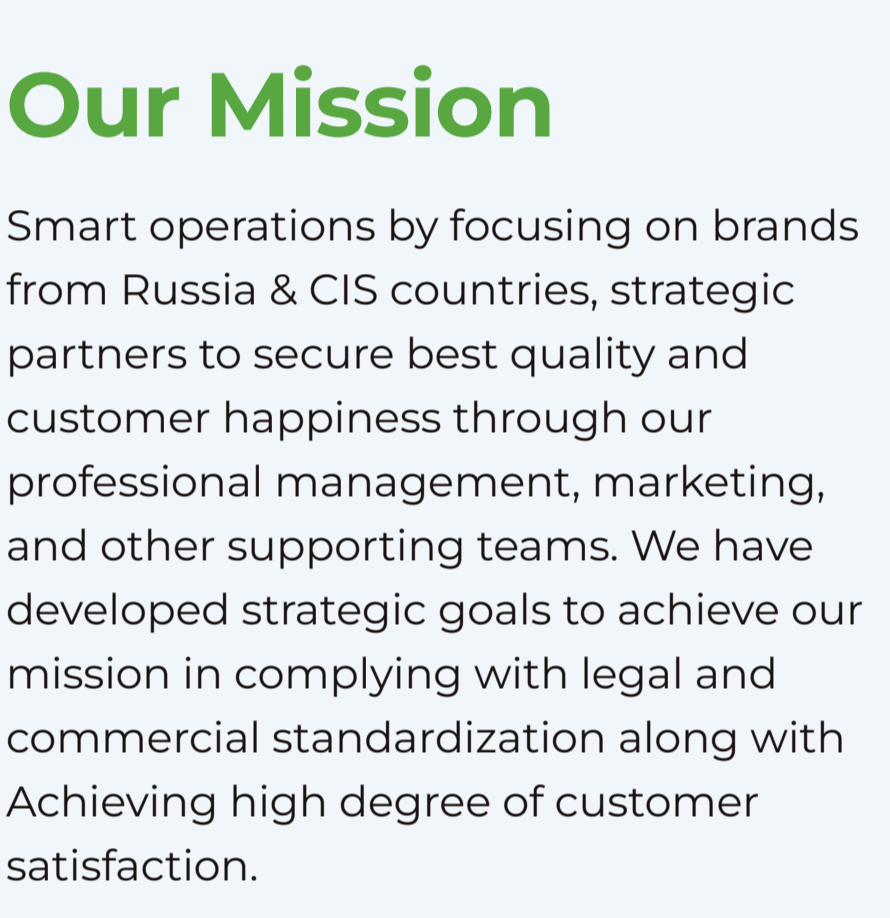 Our Mission
Smart operations by focusing on brands
from Russia & CIS countries, strategic
partners to secure best quality and
customer happiness through our
professional management, marketing,
and other supporting teams. We have
developed strategic goals to achieve our
mission in complying with legal and
commercial standardization along with
Achieving high degree of customer
satisfaction.